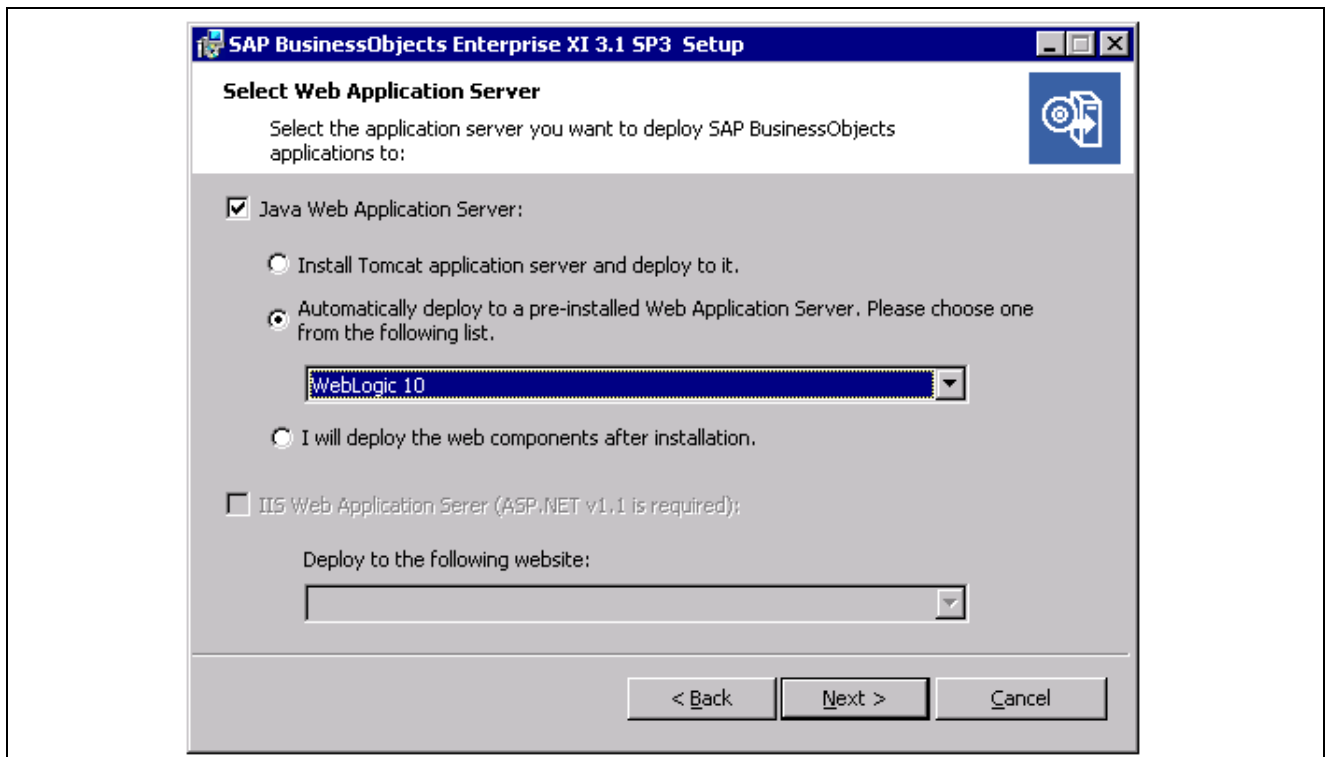 SAP BusinessObjects Enterprise XI 3.1 SP3 Setup
Select Web Application Server
Select the application server you want to deploy SAP BusinessObjects
applications to:
Java Web Application Server:
Install Tomcat application server and deploy to it.
Automatically deploy to a pre-installed Web Application Server. Please choose one
from the following list.
WebLogic 10
I will deploy the web components after installation.
IIS Web Application Serer (ASP.NET v1.1 is required):
Deploy to the following website:
< Back Next > Cancel